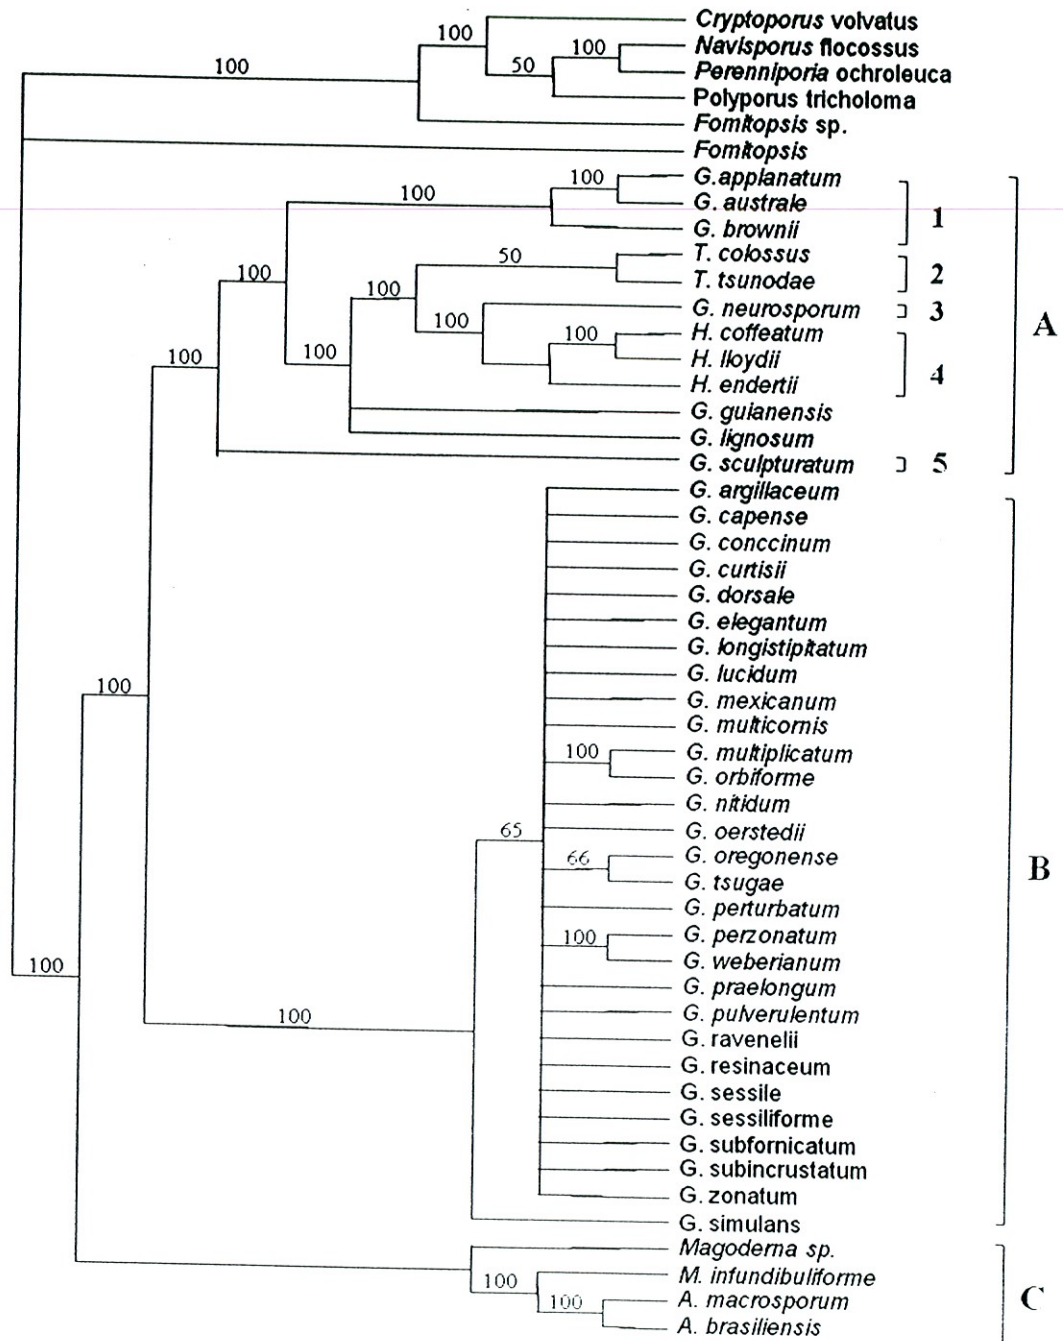 Cryptoporus volvatus
100
Navisporus flocossus
100
50
100
Perenniporia ochroleuca
Polyporus tricholoma
Fomitopsis sp.
Fomitopsis
G.applanatum
100
100
G. australe
1
G. brownii
T. colossus
50
2
100
T. tsunodae
100
G. neurosporum
3
100
A
H. coffeatum
100
100
100
H. lloydii
4
H. endertii
G. guianensis
G. lignosum
G. sculpturatum
5
G. argillaceum
G. capense
G. conccinum
G. curtisii
G. dorsale
G. elegantum
G. longistipitatum
G. lucidum
100
G. mexicanum
G. multicornis
100
G. multiplicatum
G. orbiforme
G. nitidum
65
G. oerstedii
66
G. oregonense
B
G. tsugae
G. perturbatum
100
G. perzonatum
100
G. weberianum
G. praelongum
100
G. pulverulentum
G. ravenelii
G. resinaceum
G. sessile
G. sessiliforme
G. subfornicatum
G. subincrustatum
G. zonatum
G. simulans
Magoderna sp.
100
M. infundibuliforme
100
A. macrosporum
C
A. brasiliensis